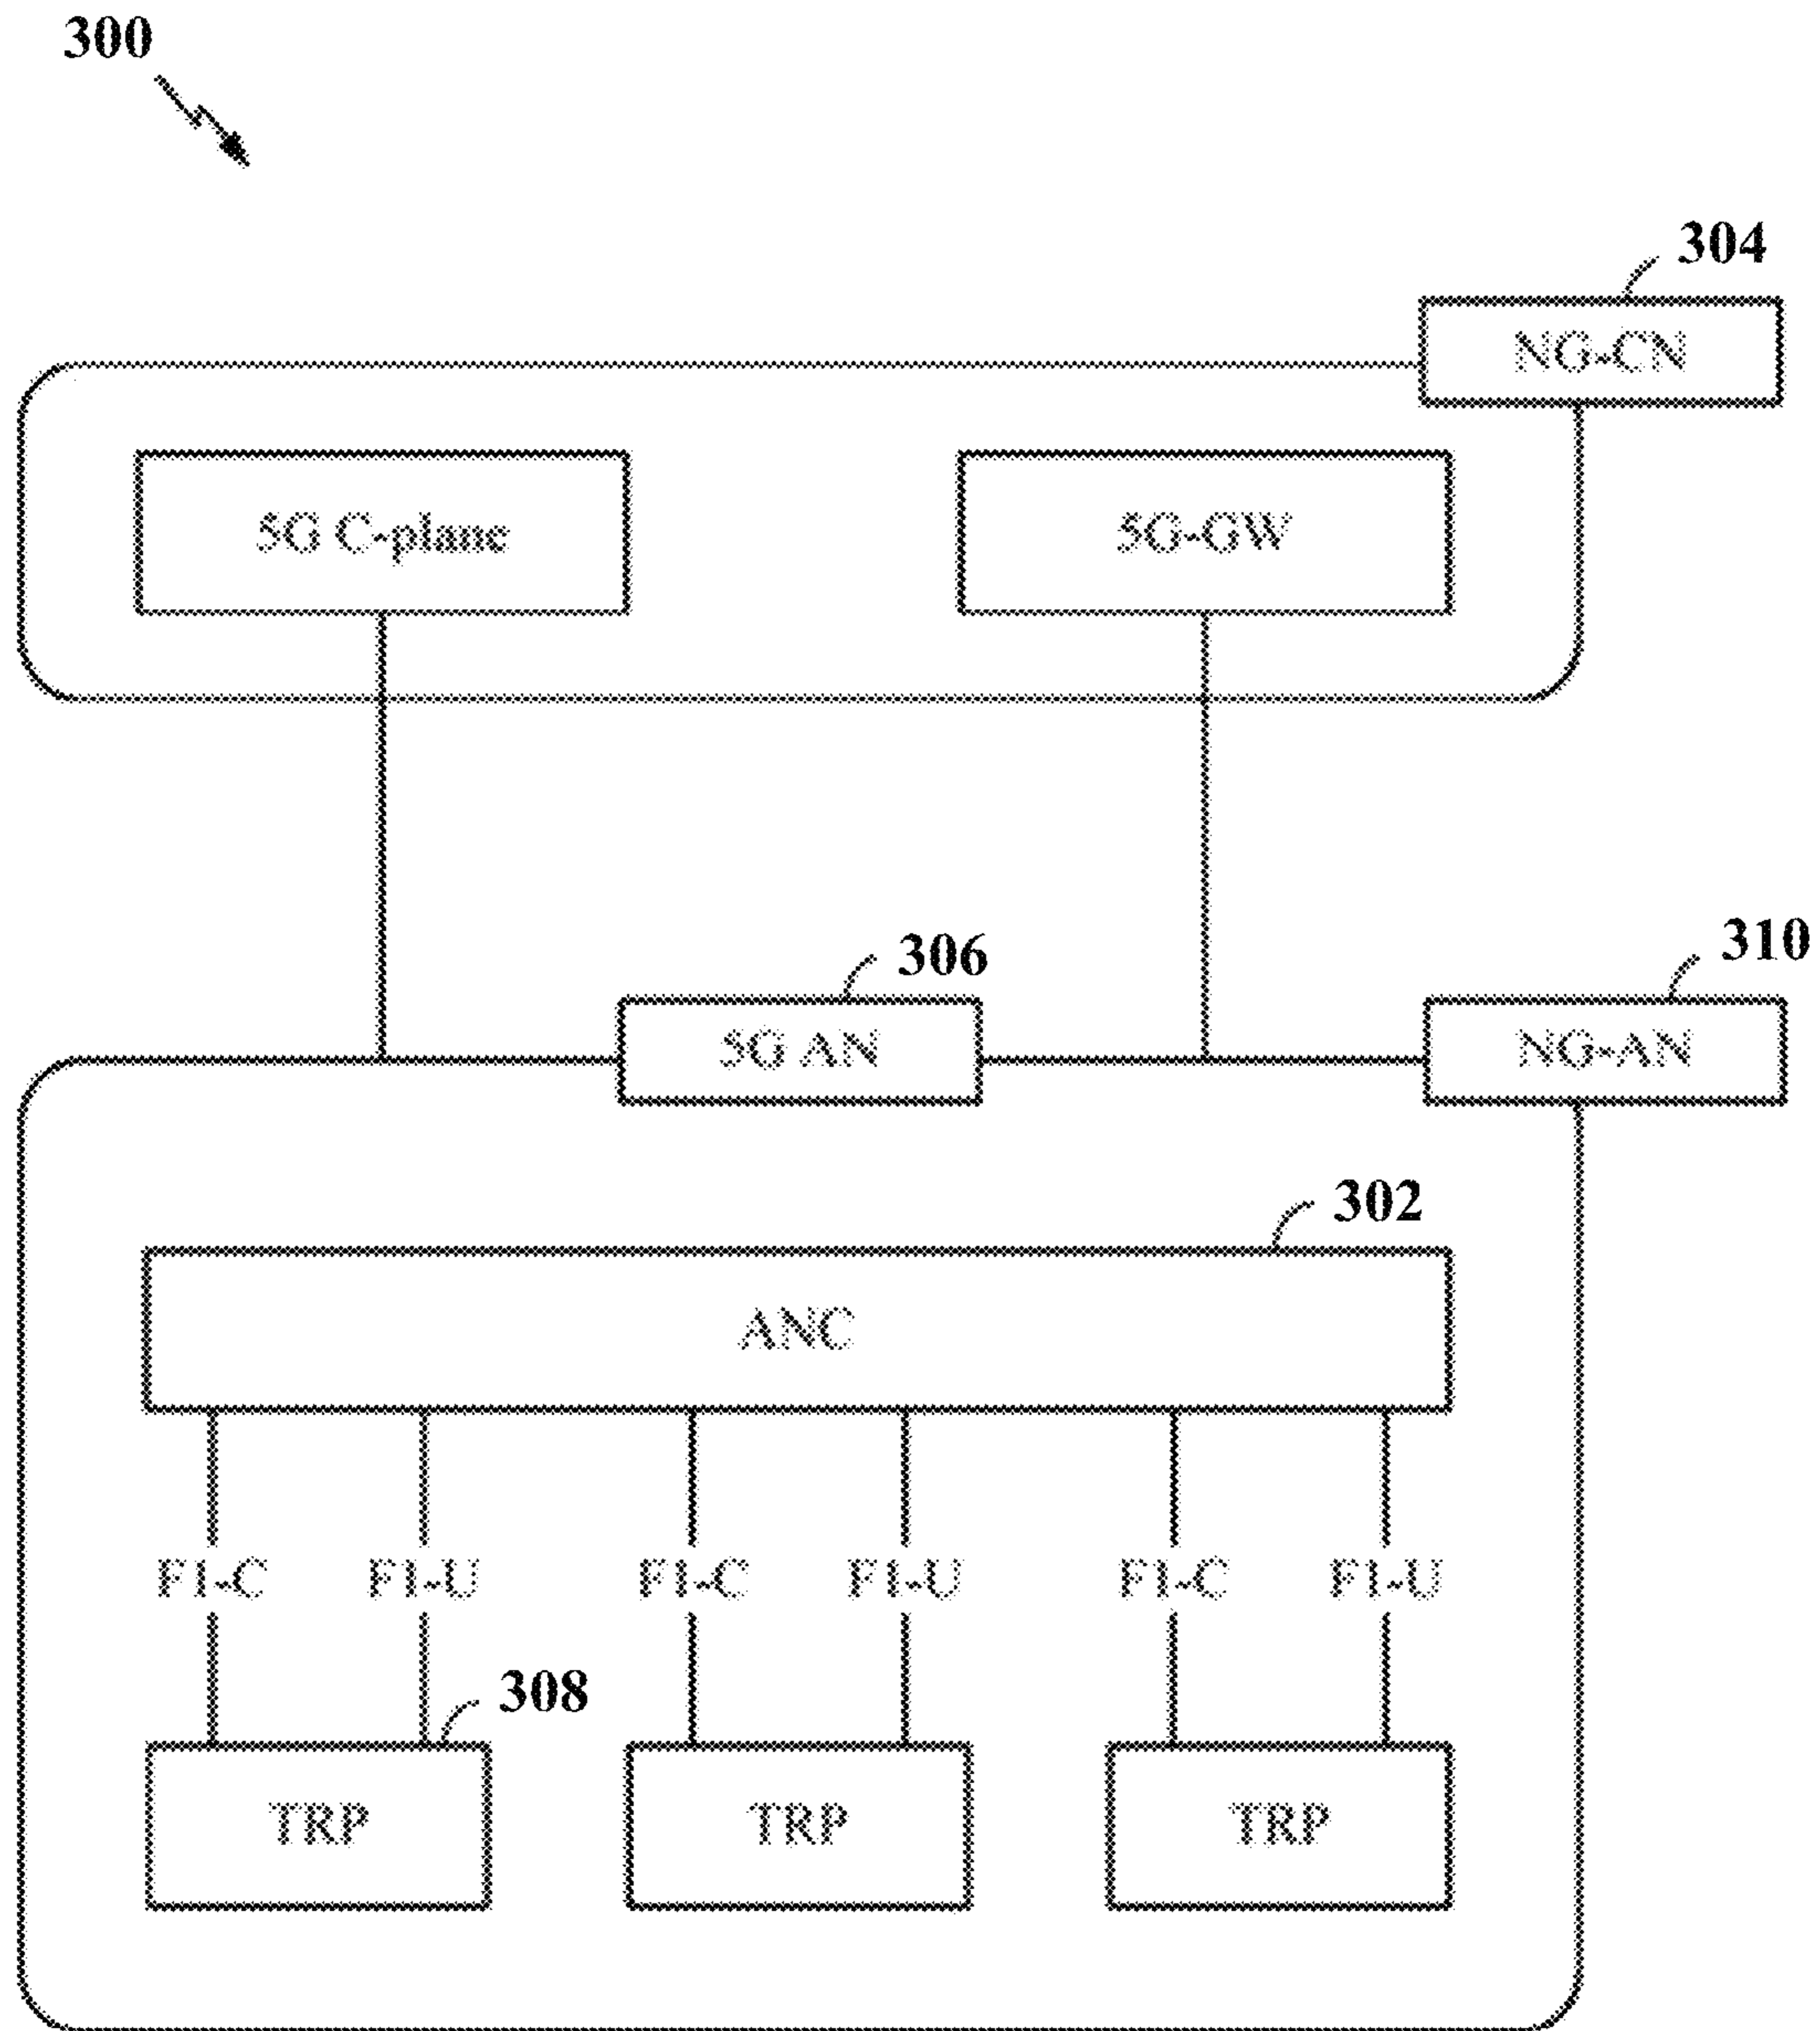 300
304
NG-CN
5G C-plane
5G-GW
306
310
5G AN
NG-AN
302
ANC
F1-C
F1-U
F1-C
F1-U
F1-C
F1-U
308
TRP
TRP
TRP